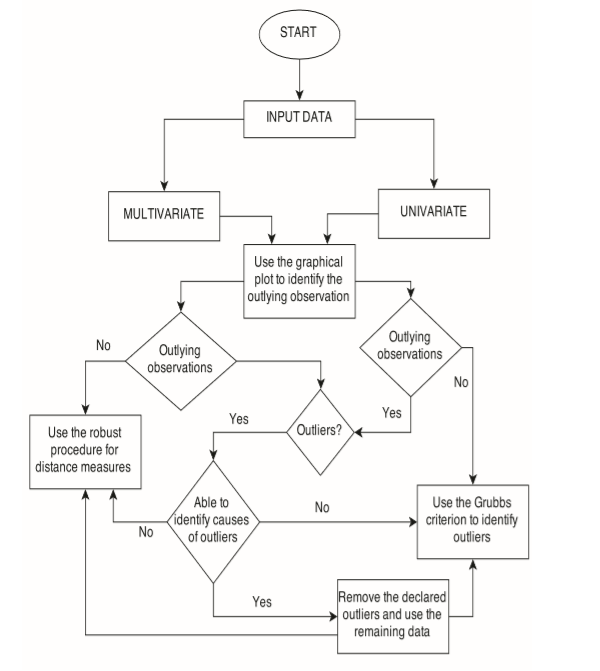 START
INPUT DATA
MULTIVARIATE
UNIVARIATE
Use the graphical
plot to identify the
outlying observation
Outlying
observations
Outlying
observations
No
No
Yes
Yes
Outliers?
Use the robust
procedure for
distance measures
Able to
identify causes
of outliers
No
No
Use the Grubbs
criterion to identify
outliers
Yes
Remove the declared
outliers and use the
remaining data